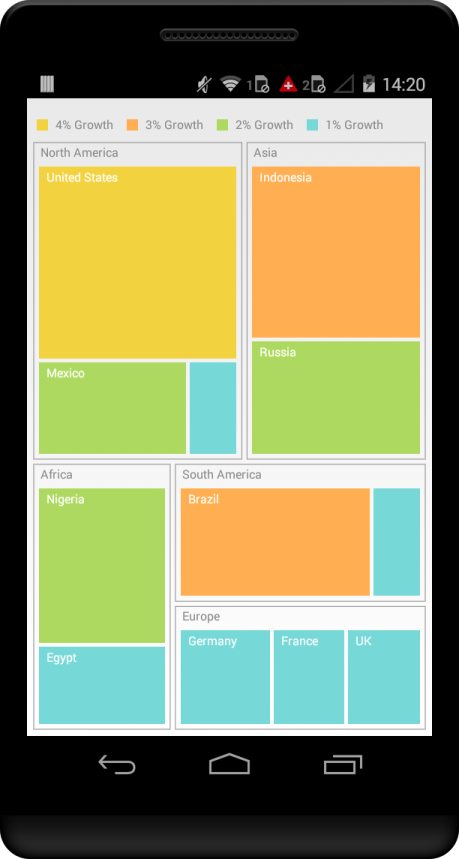 1 2 14:20
4% Growth 3% Growth 2% Growth 1% Growth
North America
United States
Mexico
Asia
Indonesia
Russia
Africa
Nigeria
Egypt
South America
Brazil
Europe
Germany France UK